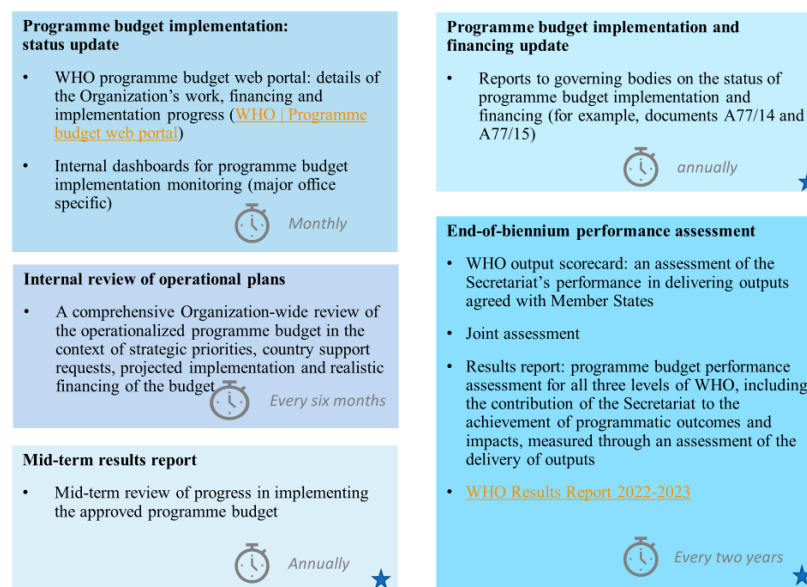 Programme budget implementation:
status update
• WHO programme budget web portal: details of
the Organization's work, financing and
implementation progress (WHO | Programme
budget web portal)
• Internal dashboards for programme budget
implementation monitoring (major office
specific)
Monthly
Internal review of operational plans
• A comprehensive Organization-wide review of
the operationalized programme budget in the
context of strategic priorities, country support
requests, projected implementation and realistic
financing of the budget
Every six months
Mid-term results report
• Mid-term review of progress in implementing
the approved programme budget
Annually
Programme budget implementation and
financing update
• Reports to governing bodies on the status of
programme budget implementation and
financing (for example, documents A77/14 and
A77/15)
annually
End-of-biennium performance assessment
• WHO output scorecard: an assessment of the
Secretariat's performance in delivering outputs
agreed with Member States
• Joint assessment
• Results report: programme budget performance
assessment for all three levels of WHO, including
the contribution of the Secretariat to the
achievement of programmatic outcomes and
impacts, measured through an assessment of the
delivery of outputs
• WHO Results Report 2022-2023
Every two years